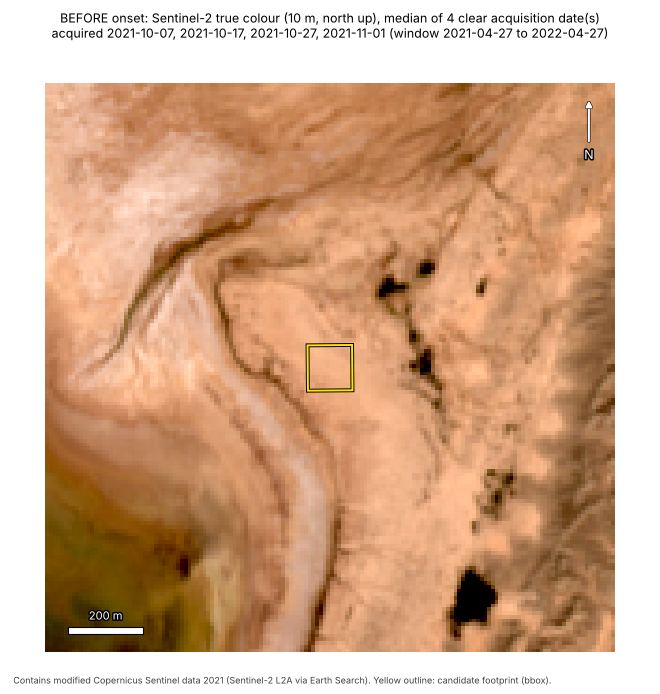 BEFORE onset: Sentinel-2 true colour (10 m, north up), median of 4 clear acquisition date(s)
acquired 2021-10-07, 2021-10-17, 2021-10-27, 2021-11-01 (window 2021-04-27 to 2022-04-27)
N
200 m
Contains modified Copernicus Sentinel data 2021 (Sentinel-2 L2A via Earth Search). Yellow outline: candidate footprint (bbox).